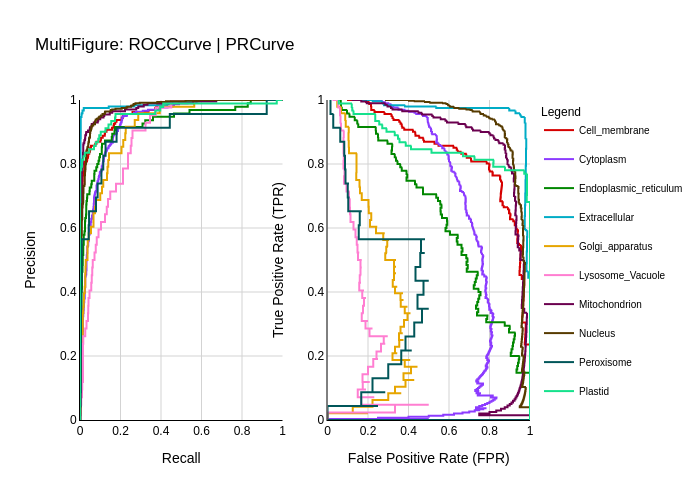 MultiFigure: ROCCurve | PRCurve
Legend
Cell_membrane
Cytoplasm
Endoplasmic_reticulum
Extracellular
Golgi_apparatus
Lysosome_Vacuole
Mitochondrion
Nucleus
Peroxisome
Plastid
Precision
1
0.8
0.6
0.4
0.2
0
0 0.2 0.4 0.6 0.8 1
Recall
True Positive Rate (TPR)
1
0.8
0.6
0.4
0.2
0
0 0.2 0.4 0.6 0.8 1
False Positive Rate (FPR)